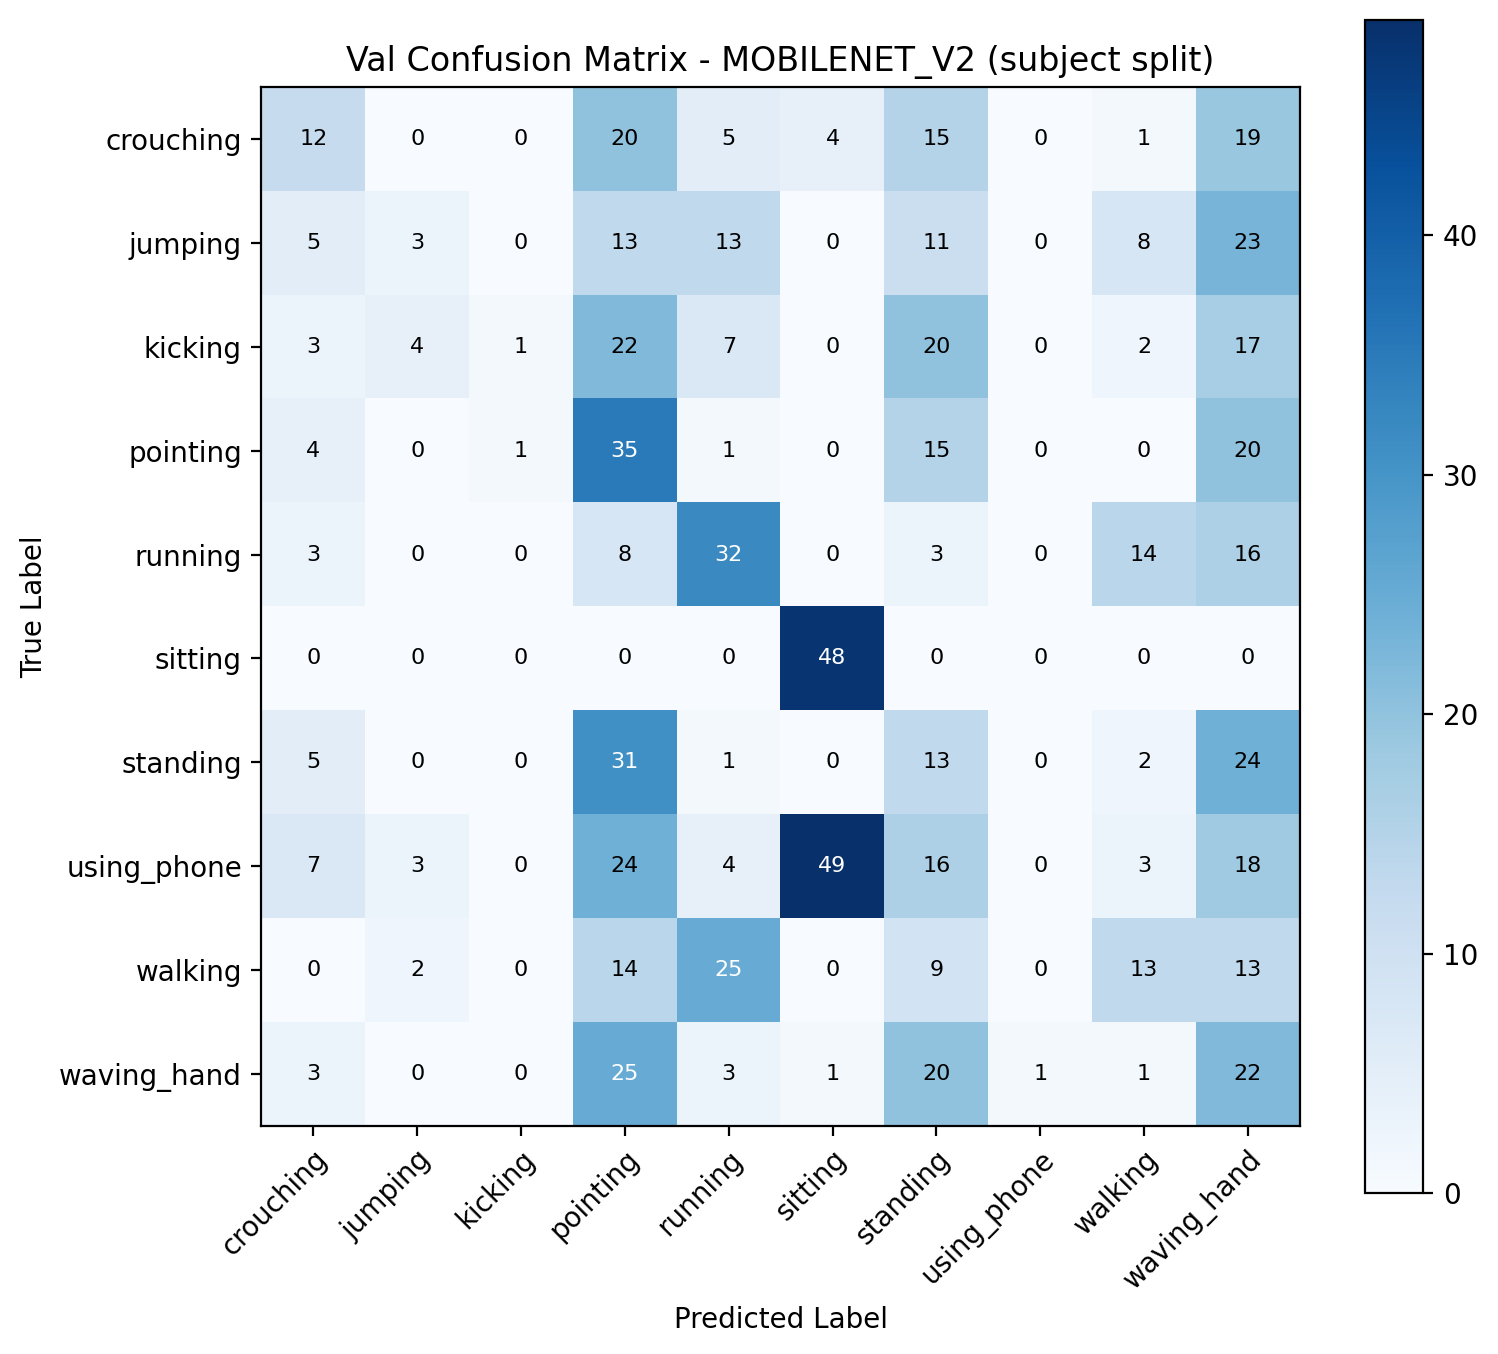 Val Confusion Matrix - MOBILENET_V2 (subject split)
True Label
crouching 12 0 0 20 5 4 15 0 1 19
jumping 5 3 0 13 13 0 11 0 8 23
kicking 3 4 1 22 7 0 20 0 2 17
pointing 4 0 1 35 1 0 15 0 0 20
running 3 0 0 8 32 0 3 0 14 16
sitting 0 0 0 0 0 48 0 0 0 0
standing 5 0 0 31 1 0 13 0 2 24
using_phone 7 3 0 24 4 49 16 0 3 18
walking 0 2 0 14 25 0 9 0 13 13
waving_hand 3 0 0 25 3 1 20 1 1 22
crouching jumping kicking pointing running sitting standing using_phone walking waving_hand
Predicted Label
40
30
20
10
0